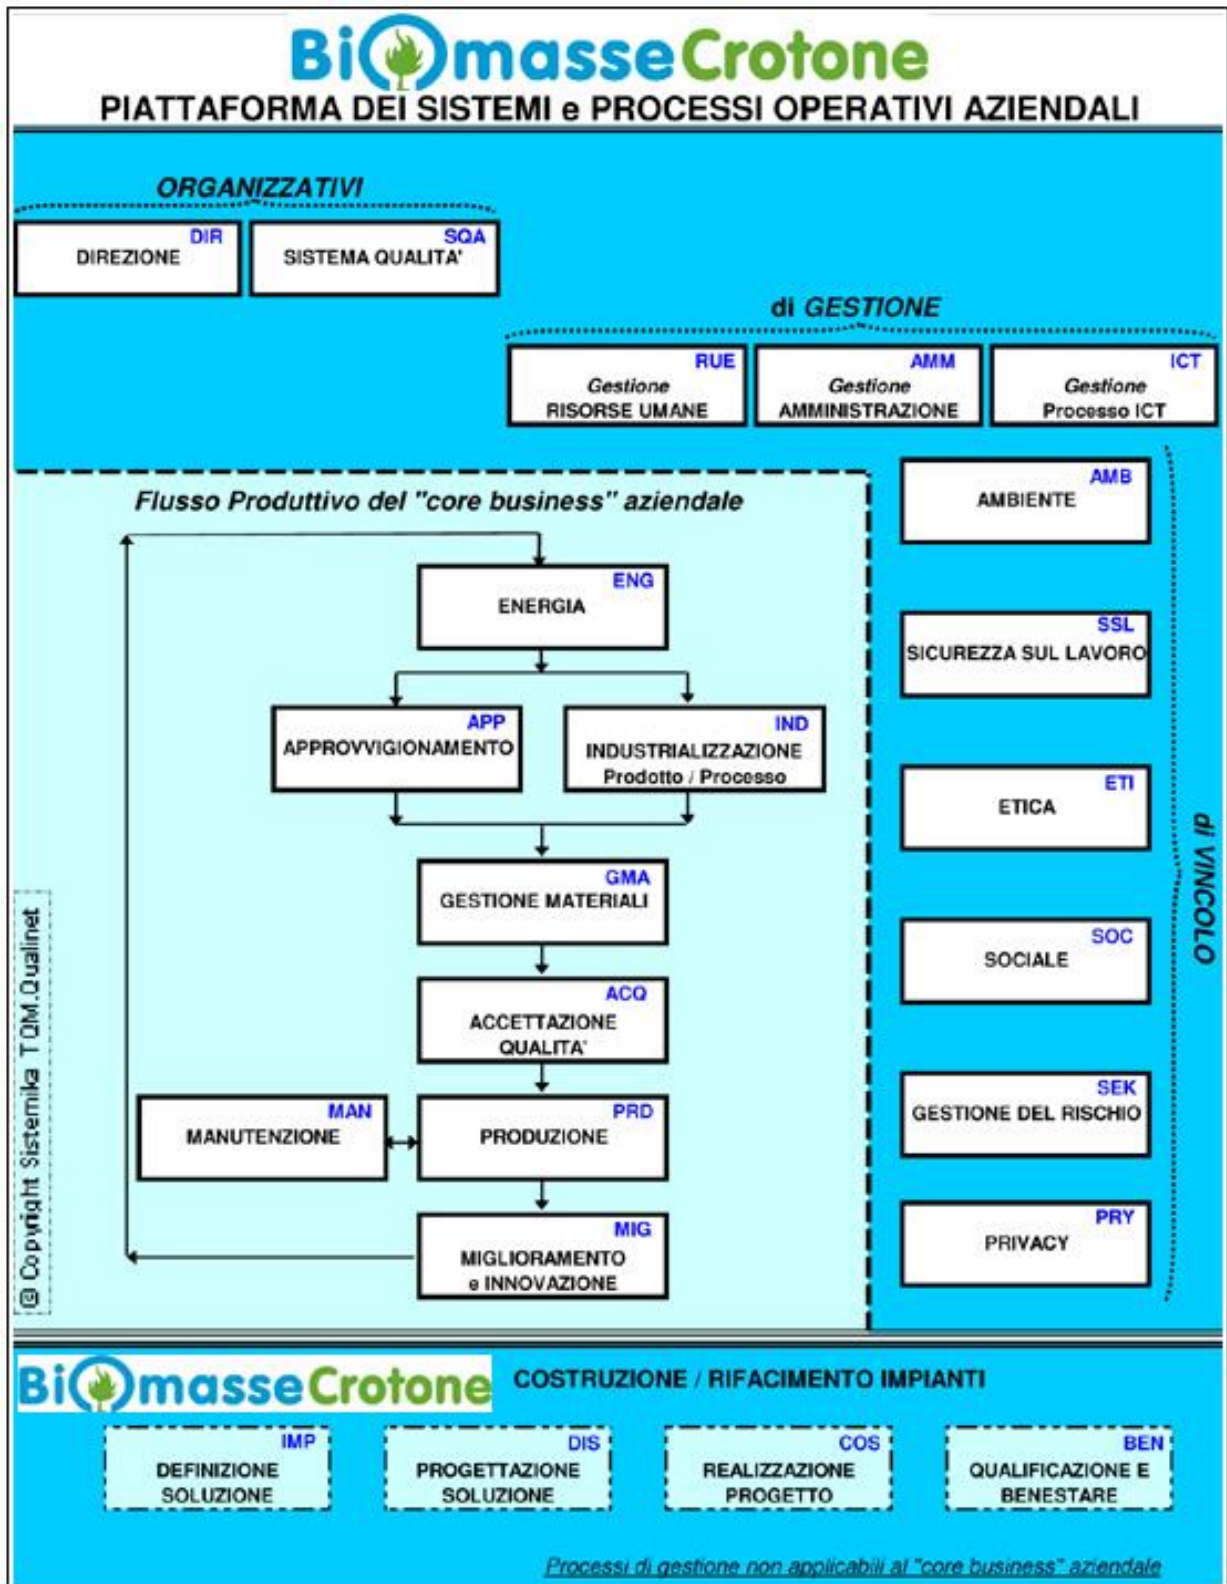 BiOmasseCrotone
PIATTAFORMA DEI SISTEMI e PROCESSI OPERATIVI AZIENDALI
ORGANIZZATIVI
DIR
DIREZIONE
SQA
SISTEMA QUALITA'
di GESTIONE
RUE
Gestione
RISORSE UMANE
AMM
Gestione
AMMINISTRAZIONE
ICT
Gestione
Processo ICT
Flusso Produttivo del "core business" aziendale
ENG
ENERGIA
APP
APPROVVIGIONAMENTO
IND
INDUSTRIALIZZAZIONE
Prodotto / Processo
GMA
GESTIONE MATERIALI
ACQ
ACCETTAZIONE
QUALITA'
MAN
MANUTENZIONE
PRD
PRODUZIONE
MIG
MIGLIORAMENTO
e INNOVAZIONE
AMB
AMBIENTE
SSL
SICUREZZA SUL LAVORO
ETI
ETICA
SOC
SOCIALE
SEK
GESTIONE DEL RISCHIO
PRY
PRIVACY
di VINCOLO
© Copyright Sistemika TQM.Qualinet
BiOmasseCrotone
COSTRUZIONE / RIFACIMENTO IMPIANTI
IMP
DEFINIZIONE
SOLUZIONE
DIS
PROGETTAZIONE
SOLUZIONE
COS
REALIZZAZIONE
PROGETTO
BEN
QUALIFICAZIONE E
BENESTARE
Processi di gestione non applicabili al "core business" aziendale